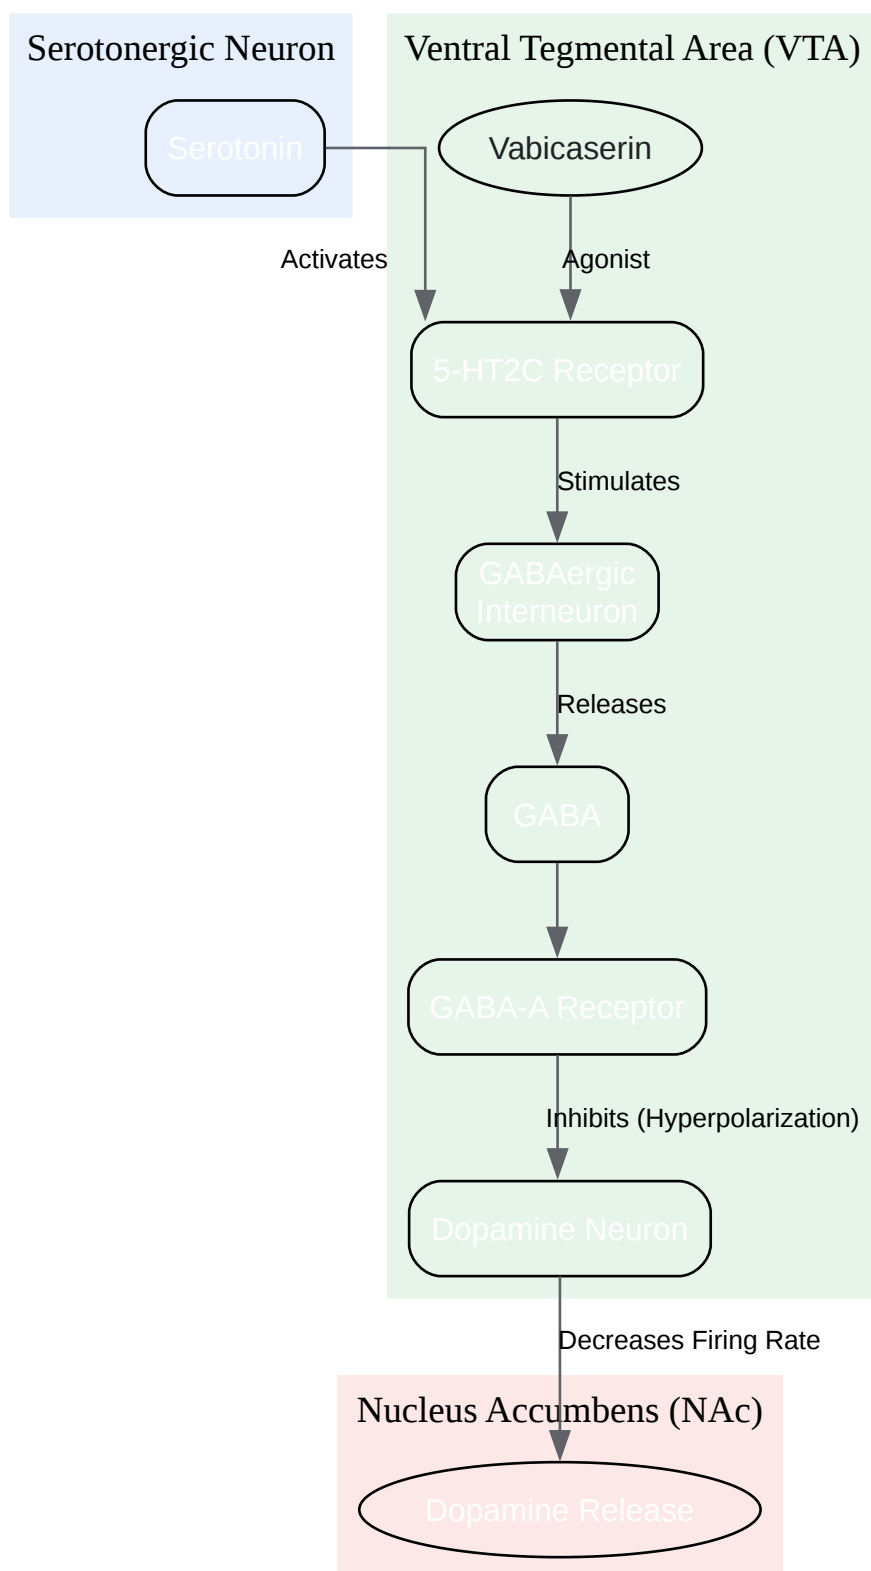 Serotonergic Neuron
Ventral Tegmental Area (VTA)
Serotonin
Vabicaserin
Activates
Agonist
5-HT2C Receptor
Stimulates
GABAergic
Interneuron
Releases
GABA
GABA-A Receptor
Inhibits (Hyperpolarization)
Dopamine Neuron
Decreases Firing Rate
Nucleus Accumbens (NAc)
Dopamine Release